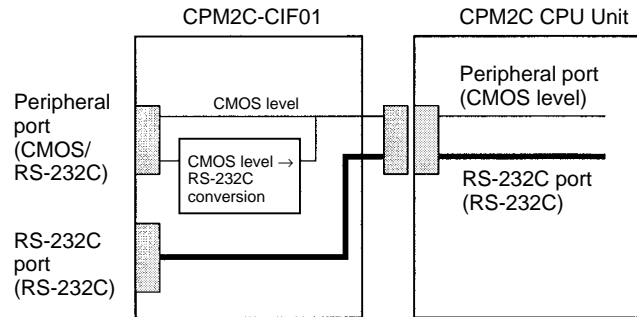 CPM2C-CIF01
CPM2C CPU Unit
Peripheral
port
(CMOS/
RS-232C)
CMOS level
CMOS level →
RS-232C
conversion
RS-232C
port
(RS-232C)
Peripheral port
(CMOS level)
RS-232C port
(RS-232C)